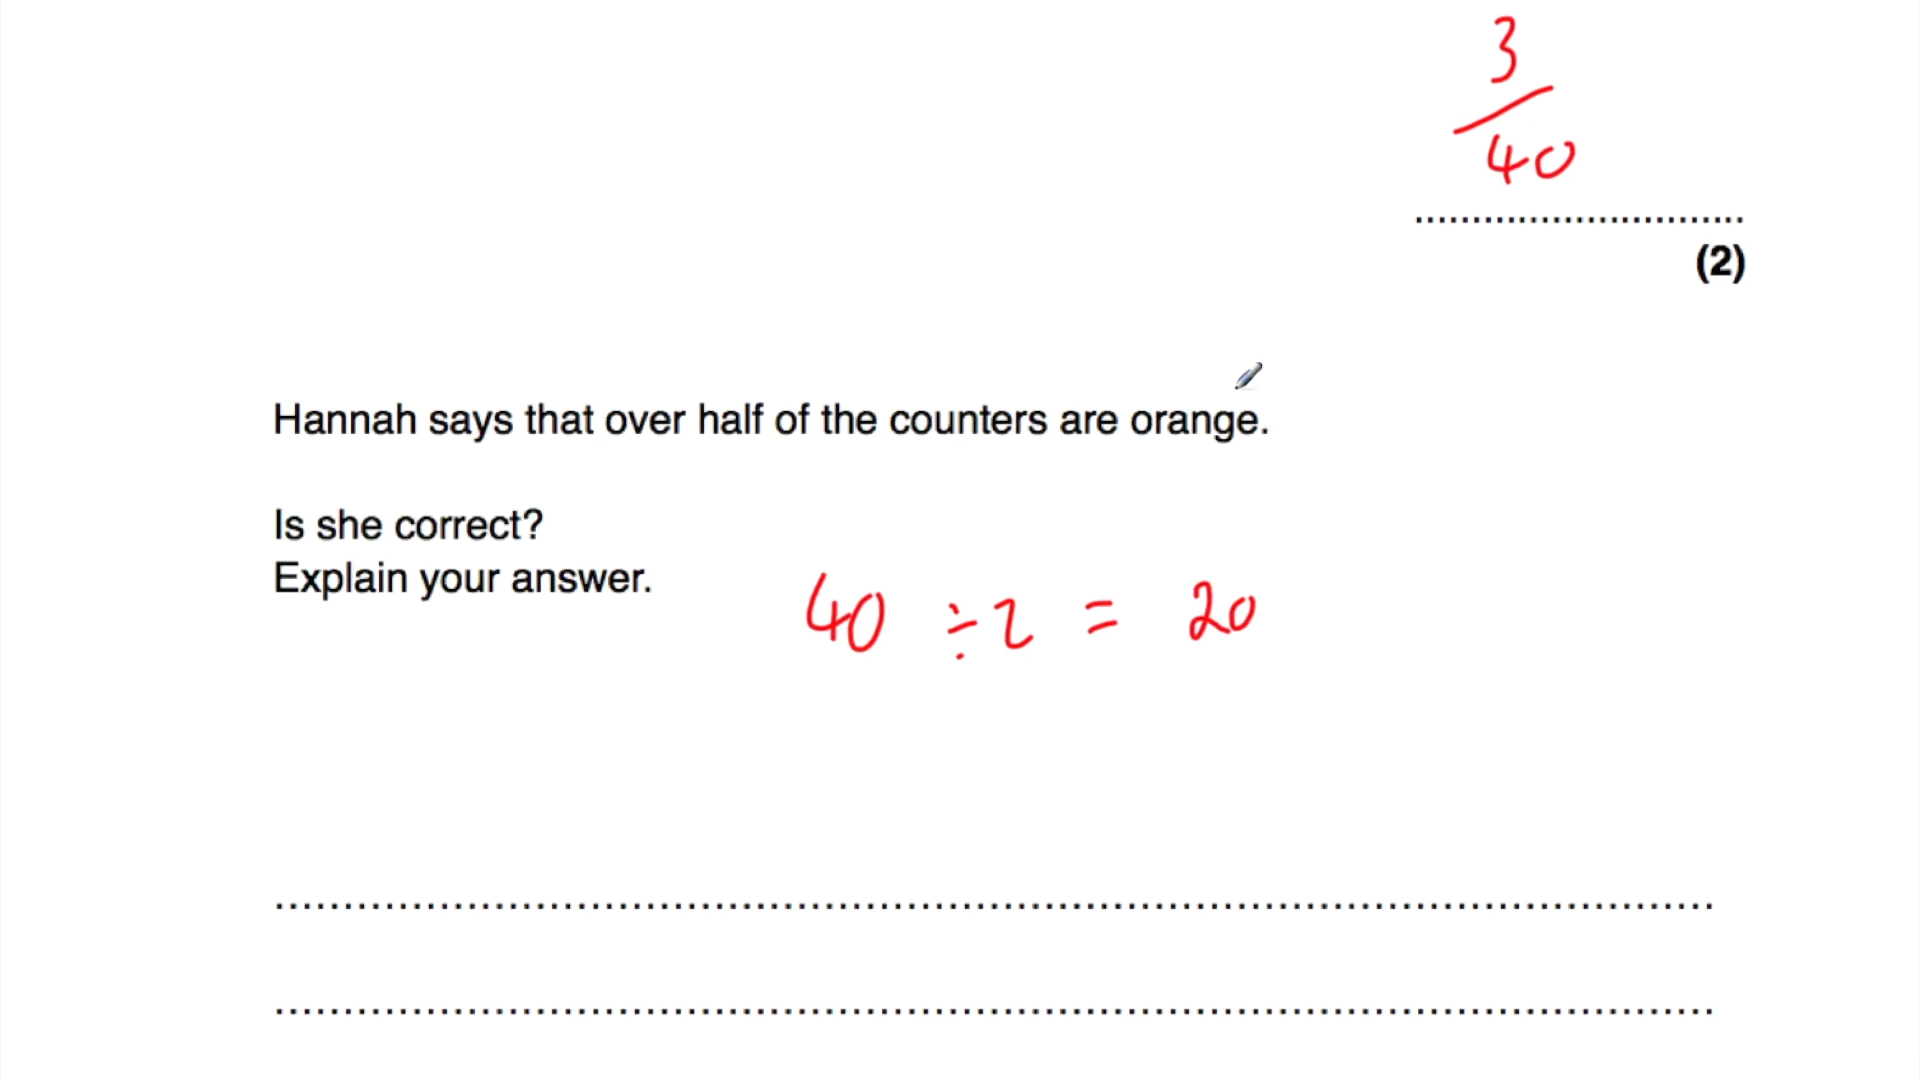 3
40
..............................
(2)
Hannah says that over half of the counters are orange.
Is she correct?
Explain your answer.
40 ÷ 2 = 20